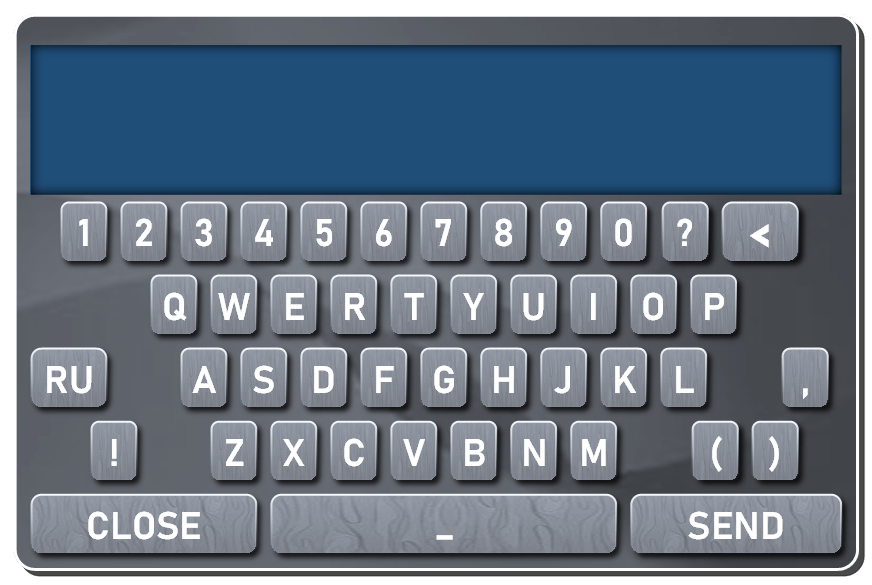 1 2 3 4 5 6 7 8 9 0 ? <
Q W E R T Y U I O P
RU A S D F G H J K L ,
! Z X C V B N M ( )
CLOSE _ SEND